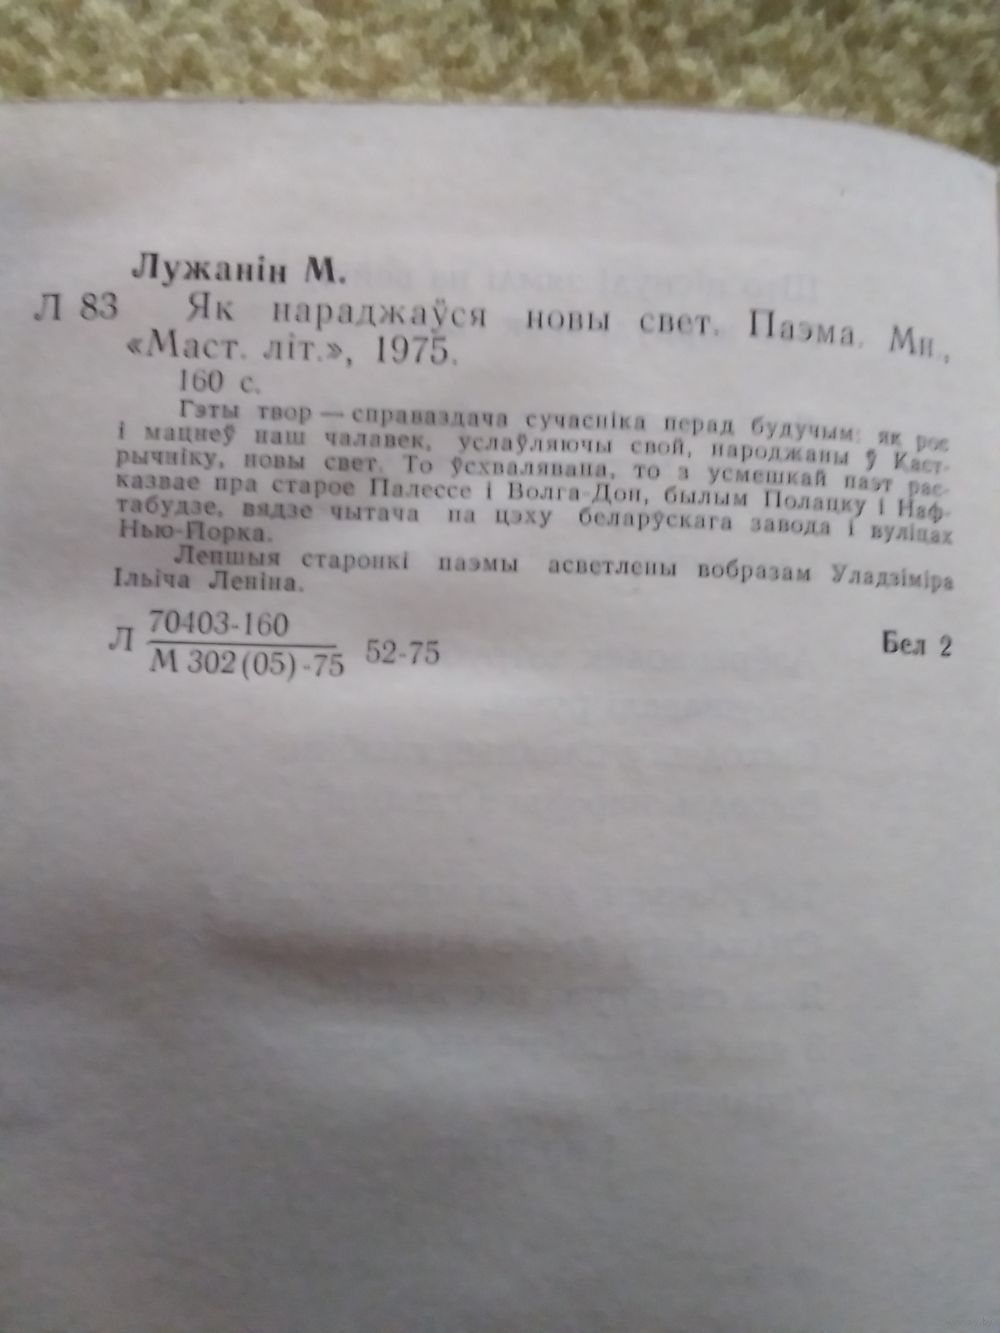 Лужанін М.
Л 83 Як нараджаўся новы свет. Паэма. Мн.,
«Маст. літ.», 1975.
160 с.
Гэты твор — справаздача сучасніка перад будучым: як рос
і мацнеў наш чалавек, услаўляючы свой, народжаны ў Каст-
рычніку, новы свет. То ўсхвалявана, то з усмешкай паэт рас-
казвае пра старое Палессе і Волга-Дон, былым Полацку і Наф-
табудзе, вядзе чытача па цэху беларускага завода і вуліцах
Нью-Йорка.
Лепшыя старонкі паэмы асветлены вобразам Уладзіміра
Ільіча Леніна.
Л 70403-160
М 302(05)-75 52-75 Бел 2